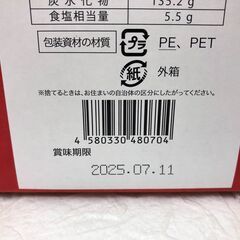 炭水化物 133.2 g
食塩相当量 5.5 g
包装資材の材質 プラ PE、PET
紙 外箱
※捨てるときは、お住まいの自治体の区分にしたがってください。
4 580330 480704
賞味期限
2025.07.11